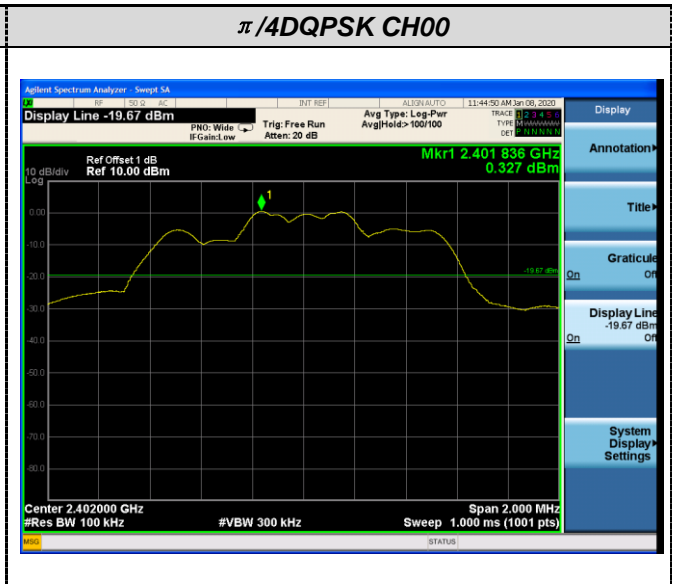 π/4DQPSK CH00
Agilent Spectrum Analyzer - Swept SA
RF 50 Ω AC INT REF ALIGNAUTO 11:44:50 AM Jan 08, 2020
Display Line -19.67 dBm
PNO: Wide
IFGain:Low
Trig: Free Run
Atten: 20 dB
Avg Type: Log-Pwr
Avg|Hold:>100/100
TRACE 1 2 3 4 5 6
TYPE M WWWWW
DET P N N N N N
Mkr1 2.401 836 GHz
0.327 dBm
Ref Offset 1 dB
Ref 10.00 dBm
10 dB/div
Log
1
0.00
-10.0
-20.0
-19.67 dBm
-30.0
-40.0
-50.0
-60.0
-70.0
-80.0
Center 2.402000 GHz
Span 2.000 MHz
#Res BW 100 kHz
#VBW 300 kHz
Sweep 1.000 ms (1001 pts)
MSG
STATUS
Display
Annotation
Title
Graticule
On Off
Display Line
-19.67 dBm
On Off
System
Display
Settings